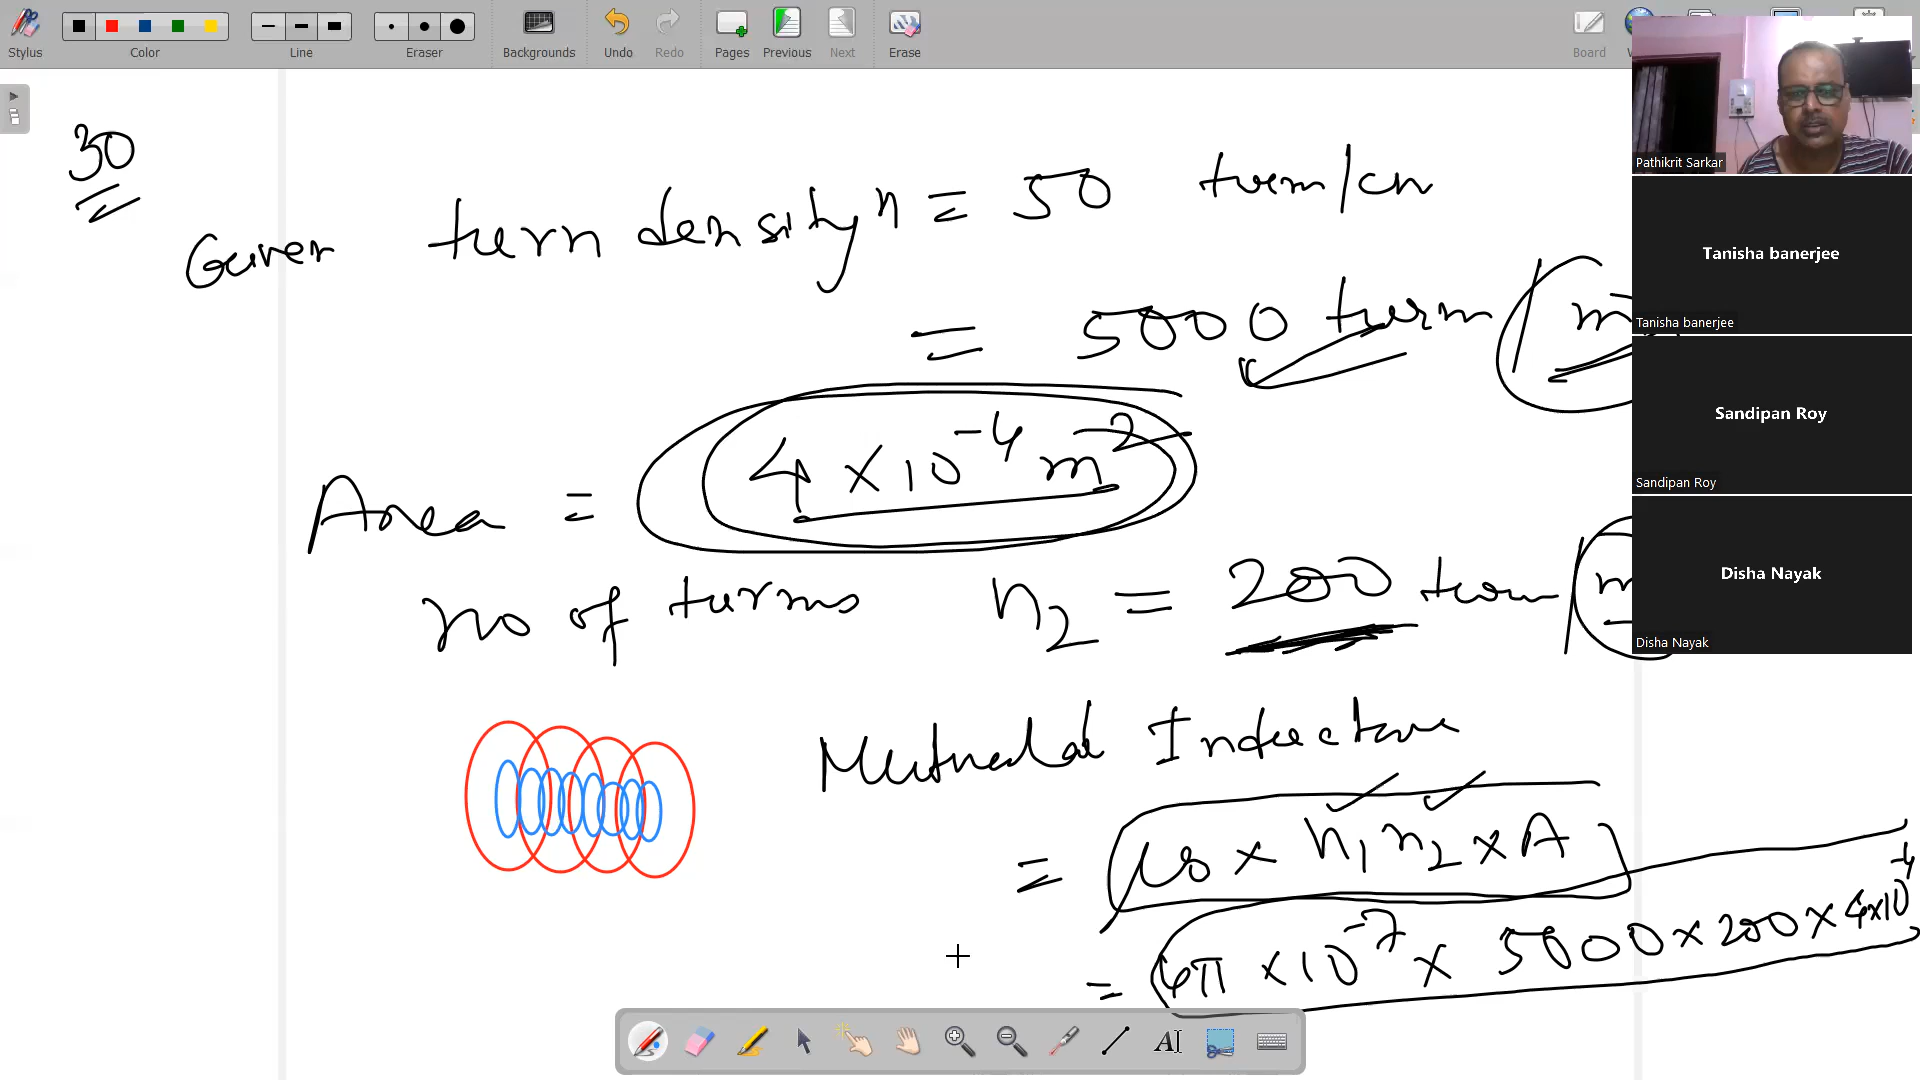 Stylus
Color
Line
Eraser
Backgrounds
Undo
Redo
Pages
Previous
Next
Erase
Board
30
Given turn density n = 50 turn/cm
= 5000 turn/m
Area = 4 × 10⁻⁴ m²
no of turns n₂ = 200 turn/m
Mutual Inductance
= μ₀ × n₁ n₂ × A
= 4π × 10⁻⁷ × 5000 × 200 × 4×10⁻⁴
Pathikrit Sarkar
Tanisha banerjee
Tanisha banerjee
Sandipan Roy
Sandipan Roy
Disha Nayak
Disha Nayak